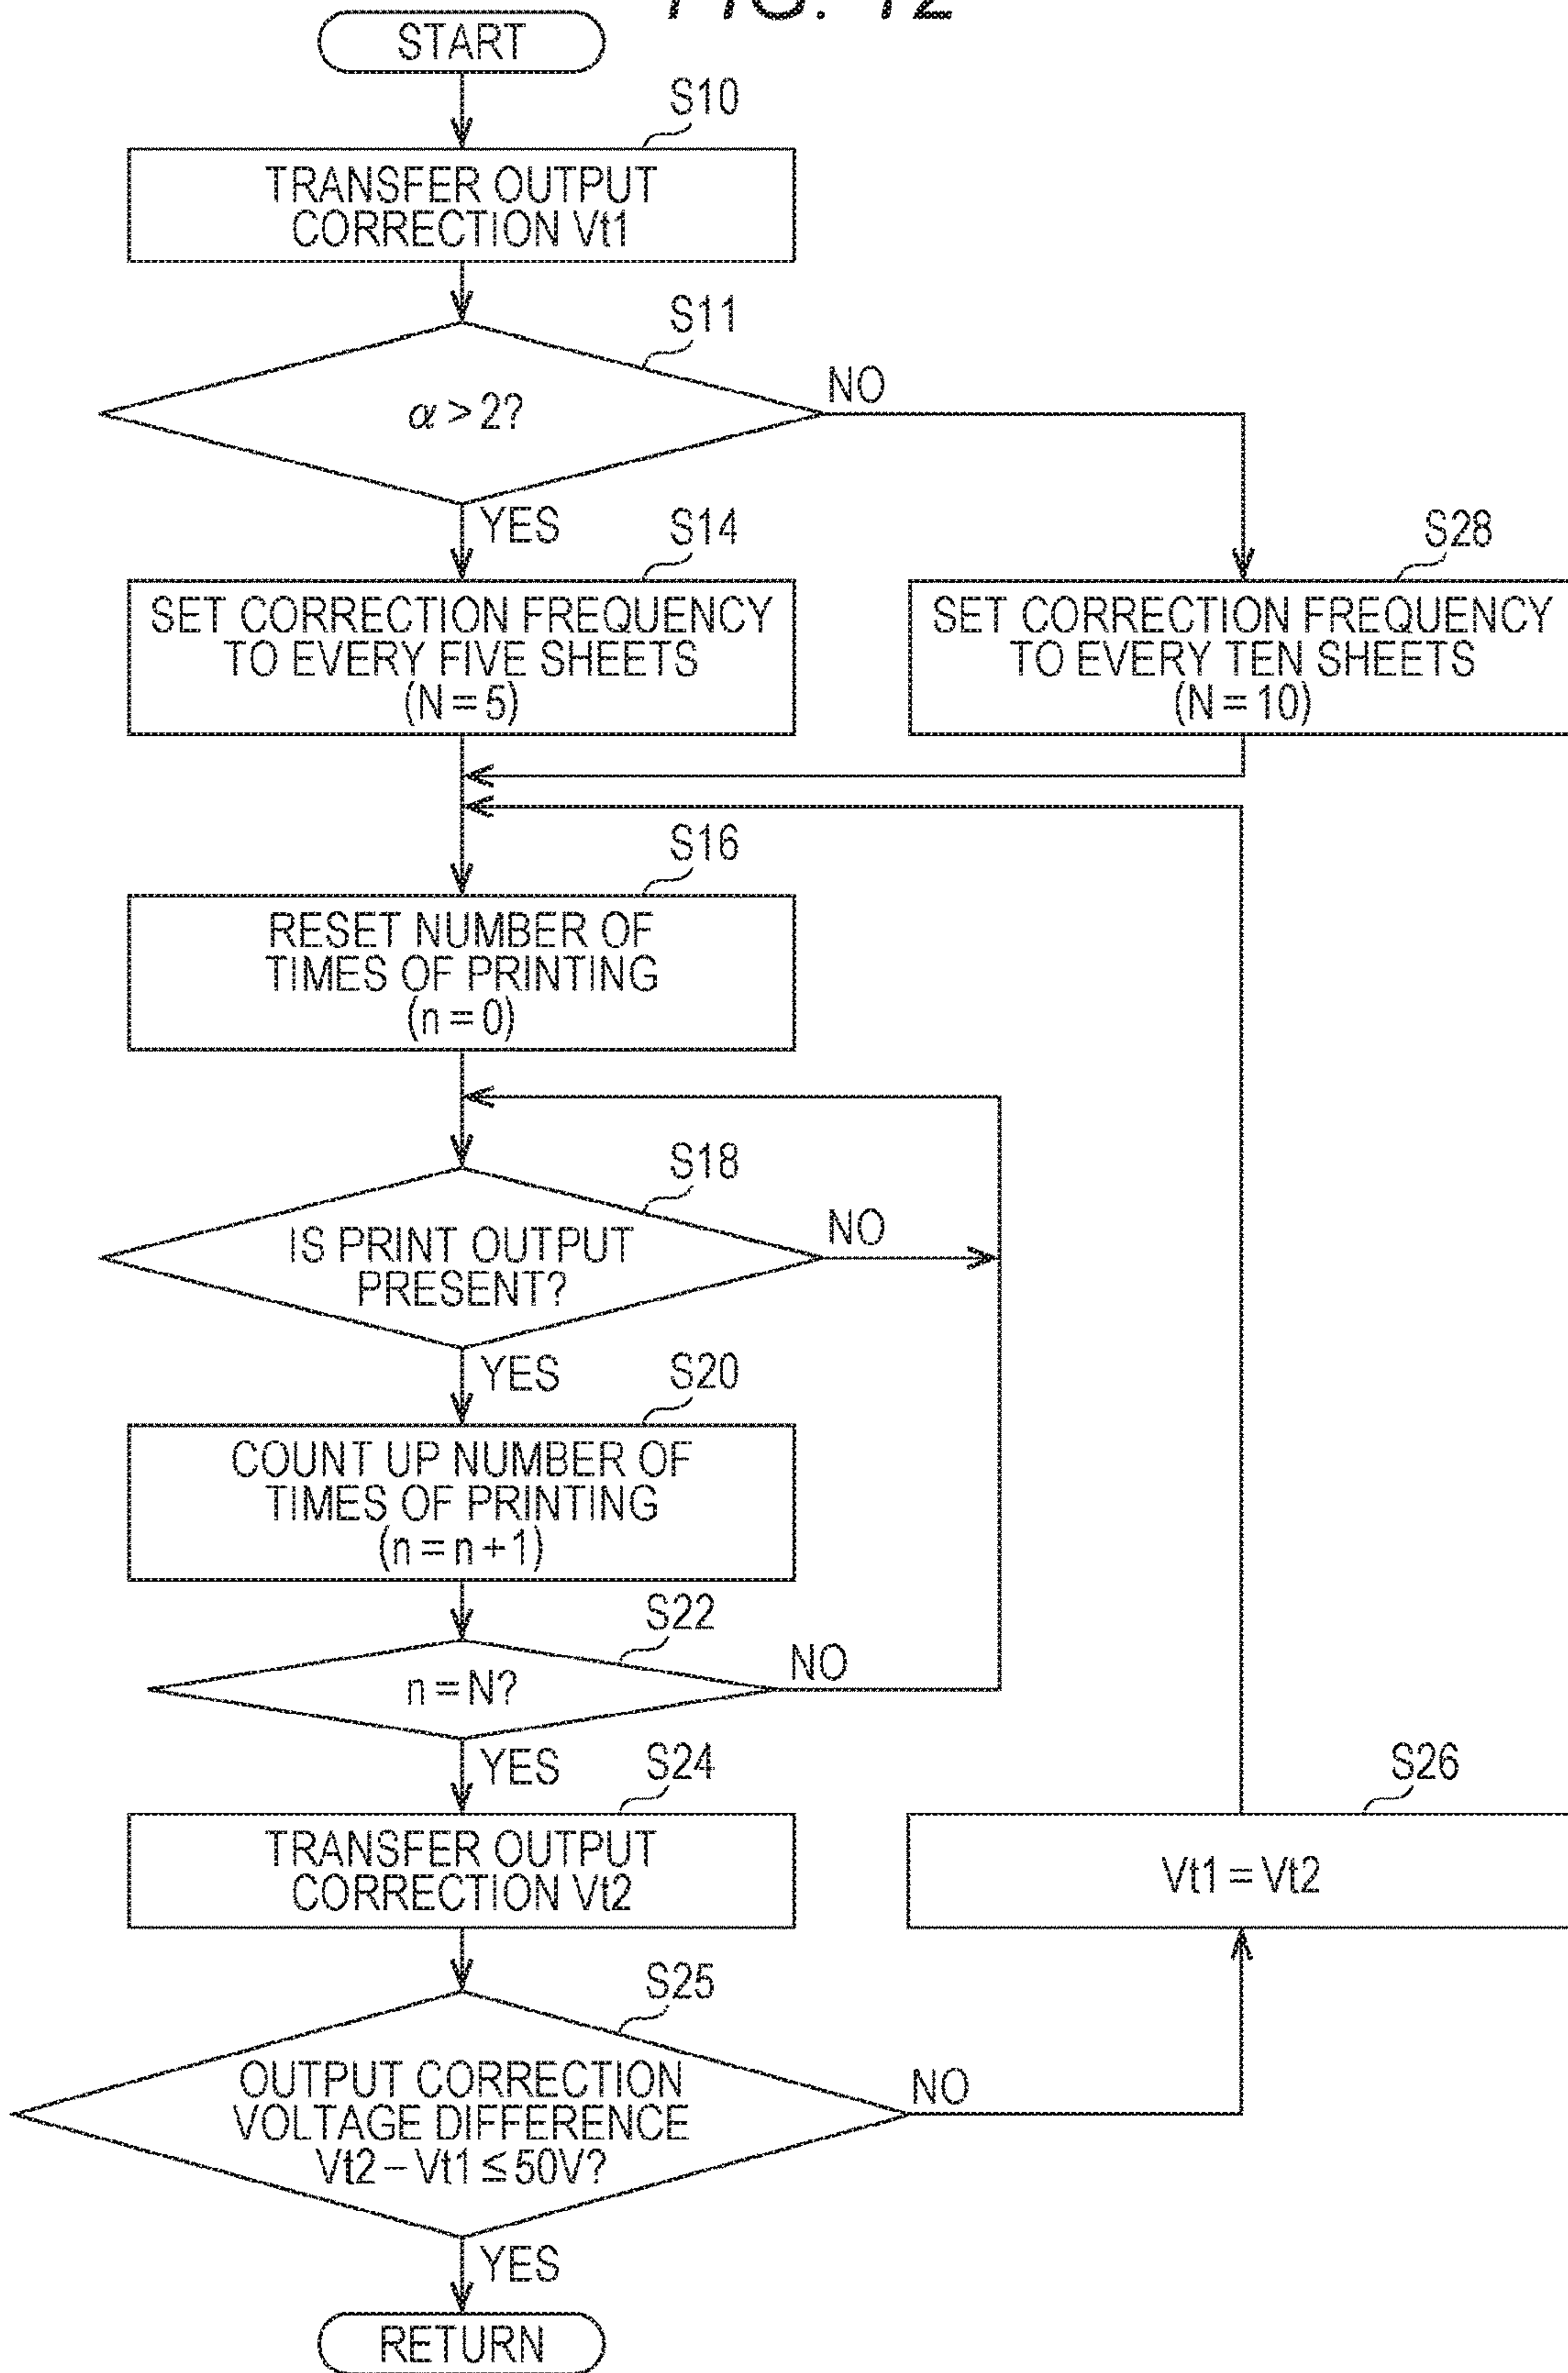 FIG. 12
START
S10
TRANSFER OUTPUT
CORRECTION Vt1
S11
α > 2?
NO
YES
S14
SET CORRECTION FREQUENCY
TO EVERY FIVE SHEETS
(N = 5)
S28
SET CORRECTION FREQUENCY
TO EVERY TEN SHEETS
(N = 10)
S16
RESET NUMBER OF
TIMES OF PRINTING
(n = 0)
S18
IS PRINT OUTPUT
PRESENT?
NO
YES
S20
COUNT UP NUMBER OF
TIMES OF PRINTING
(n = n + 1)
S22
n = N?
NO
YES
S24
TRANSFER OUTPUT
CORRECTION Vt2
S26
Vt1 = Vt2
S25
OUTPUT CORRECTION
VOLTAGE DIFFERENCE
Vt2 – Vt1 ≤ 50V?
NO
YES
RETURN